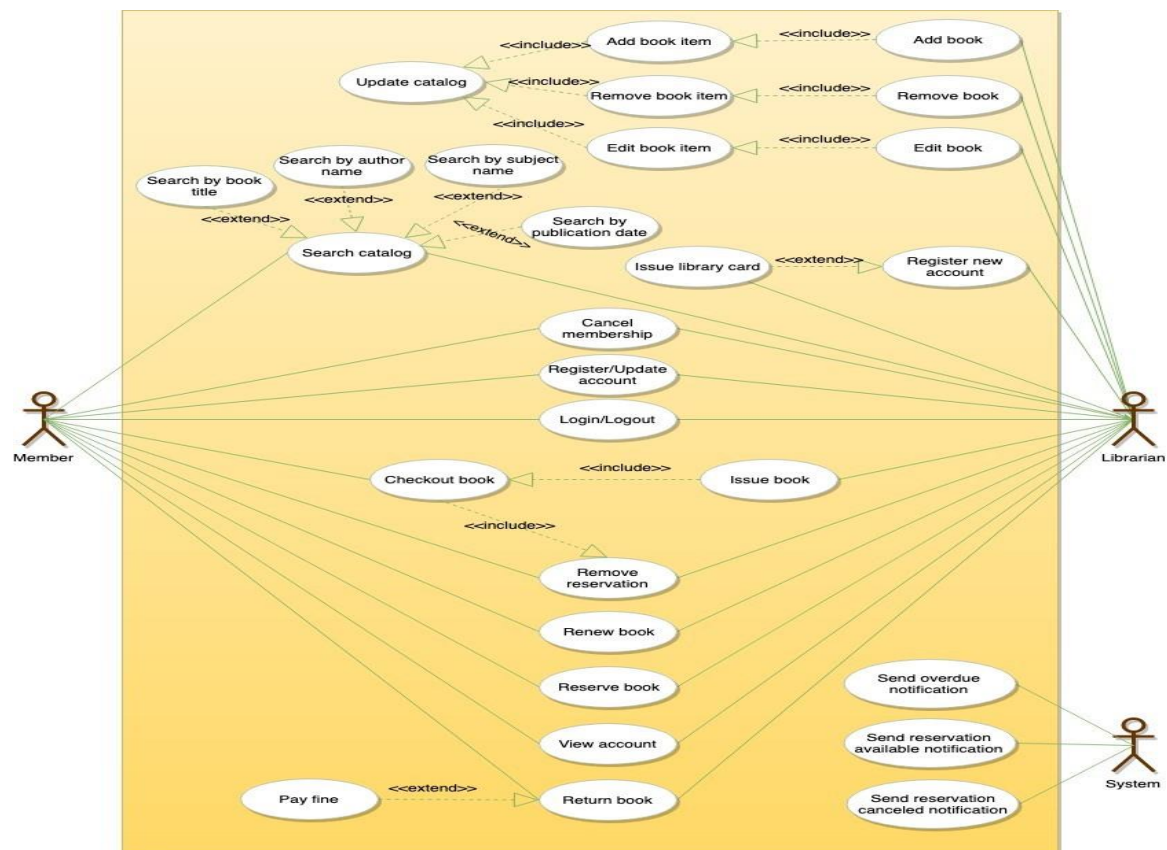 <<include>>
Add book item
<<include>>
Add book
Update catalog
<<include>>
Remove book item
<<include>>
Remove book
<<include>>
Edit book item
<<include>>
Edit book
Search by book
title
Search by author
name
Search by subject
name
<<extend>>
<<extend>>
<<extend>>
<<extend>>
Search by
publication date
Search catalog
Issue library card
<<extend>>
Register new
account
Cancel
membership
Register/Update
account
Login/Logout
Member
Librarian
Checkout book
<<include>>
Issue book
<<include>>
Remove
reservation
Renew book
Reserve book
View account
Pay fine
<<extend>>
Return book
Send overdue
notification
Send reservation
available notification
Send reservation
canceled notification
System